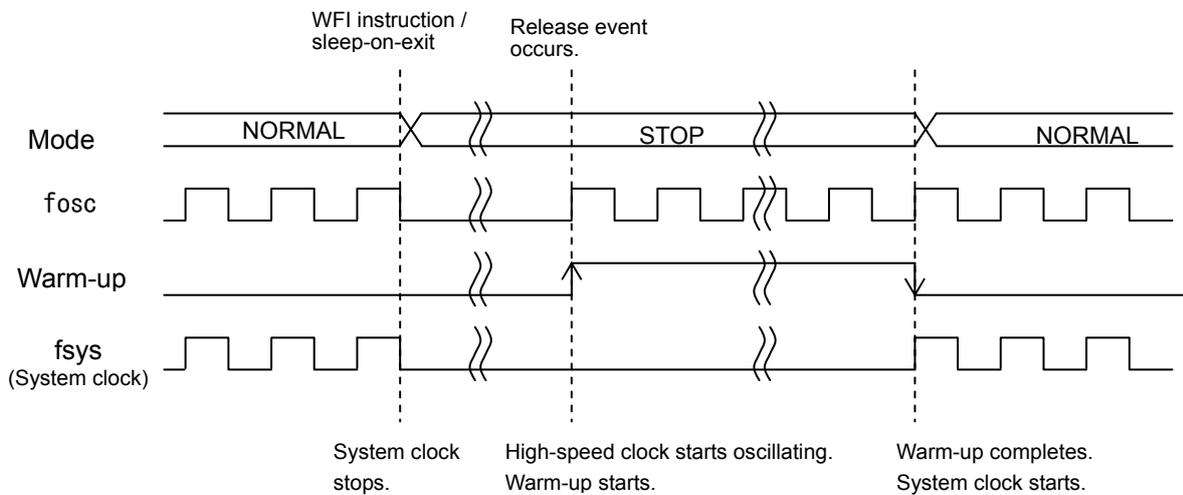 WFI instruction /
sleep-on-exit
Release event
occurs.
Mode
NORMAL
STOP
NORMAL
fosc
Warm-up
fsys
(System clock)
System clock
stops.
High-speed clock starts oscillating.
Warm-up starts.
Warm-up completes.
System clock starts.